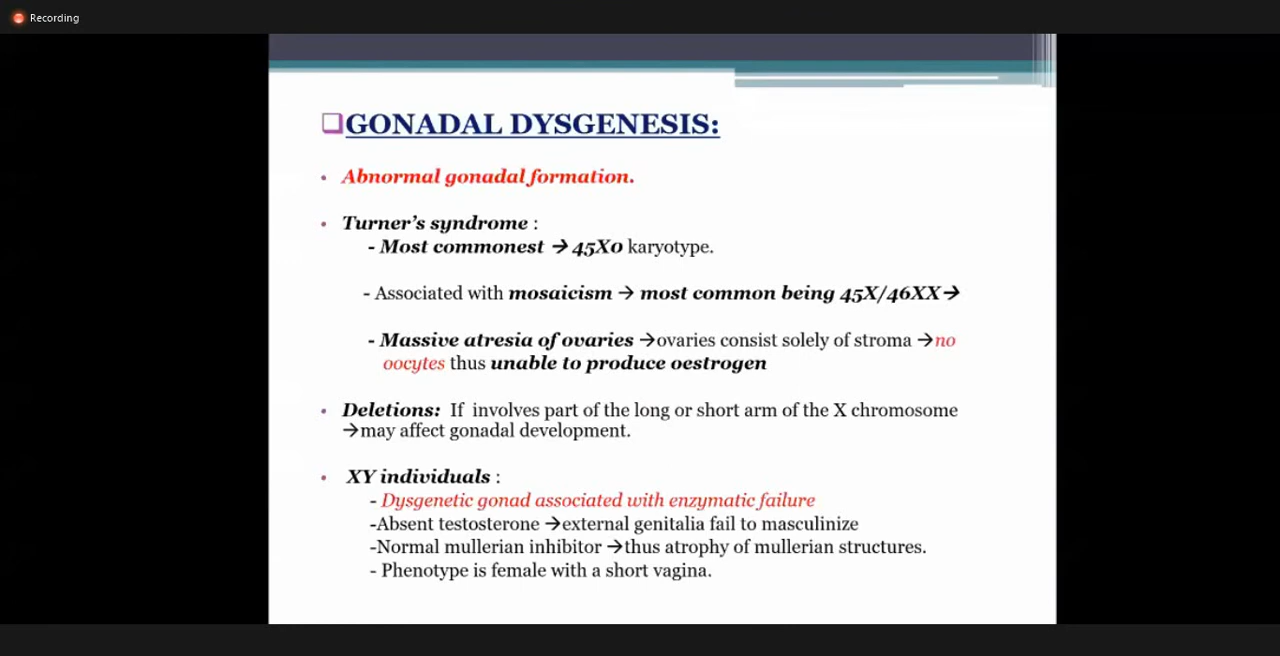 Recording
GONADAL DYSGENESIS:
• Abnormal gonadal formation.
• Turner's syndrome :
- Most commonest → 45X0 karyotype.
- Associated with mosaicism → most common being 45X/46XX→
- Massive atresia of ovaries →ovaries consist solely of stroma →no
oocytes thus unable to produce oestrogen
• Deletions: If involves part of the long or short arm of the X chromosome
→may affect gonadal development.
• XY individuals :
- Dysgenetic gonad associated with enzymatic failure
-Absent testosterone →external genitalia fail to masculinize
-Normal mullerian inhibitor →thus atrophy of mullerian structures.
- Phenotype is female with a short vagina.